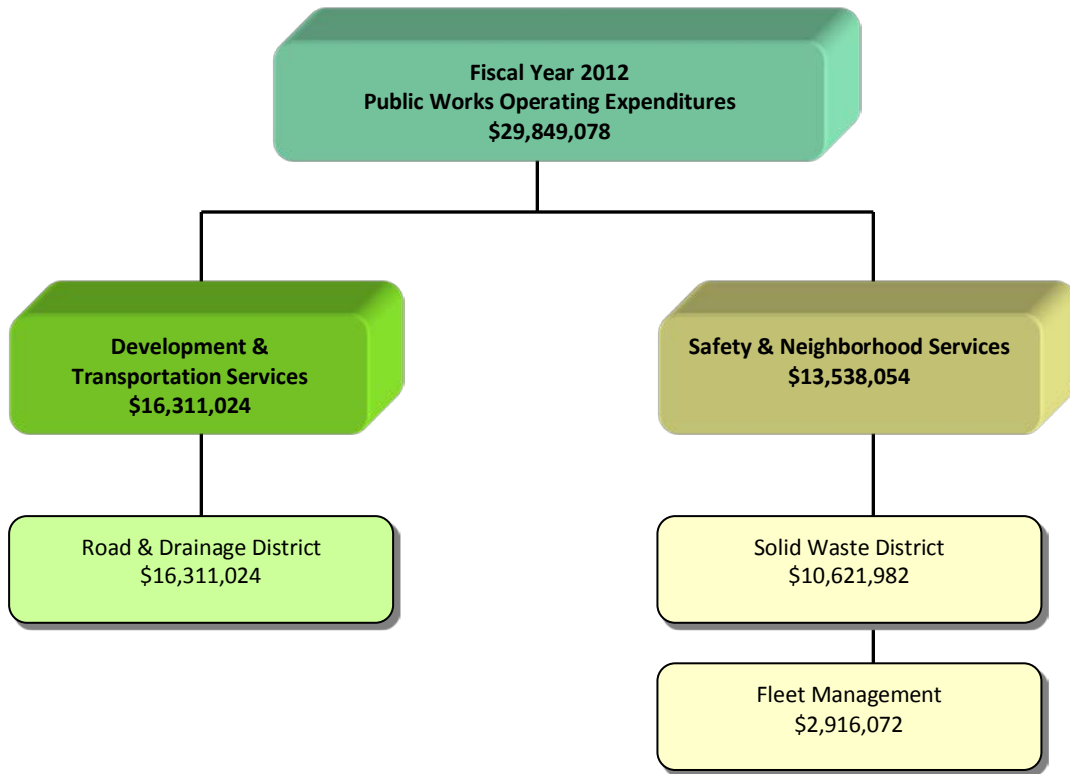 Fiscal Year 2012
Public Works Operating Expenditures
$29,849,078
Development &
Transportation Services
$16,311,024
Safety & Neighborhood Services
$13,538,054
Road & Drainage District
$16,311,024
Solid Waste District
$10,621,982
Fleet Management
$2,916,072